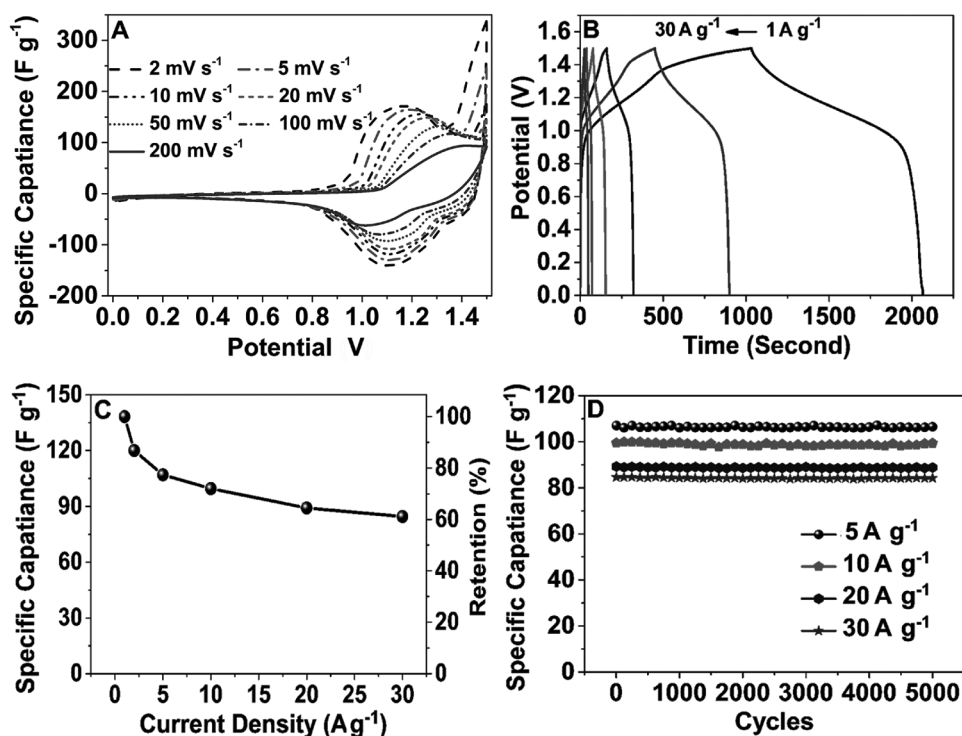 A
Specific Capatiance (F g-1)
300
200
100
0
-100
-200
2 mV s-1
5 mV s-1
10 mV s-1
20 mV s-1
50 mV s-1
100 mV s-1
200 mV s-1
0.0 0.2 0.4 0.6 0.8 1.0 1.2 1.4
Potential V
B
30 A g-1 1 A g-1
Potential (V)
1.8
1.6
1.4
1.2
1.0
0.8
0.6
0.4
0.2
0.0
0 500 1000 1500 2000
Time (Second)
C
Specific Capatiance (F g-1)
150
120
90
60
30
0
100
80
60
40
20
0
Retention (%)
0 5 10 15 20 25 30
Current Density (A g-1)
D
Specific Capatiance (F g-1)
120
100
80
60
40
20
0
5 A g-1
10 A g-1
20 A g-1
30 A g-1
0 1000 2000 3000 4000 5000
Cycles